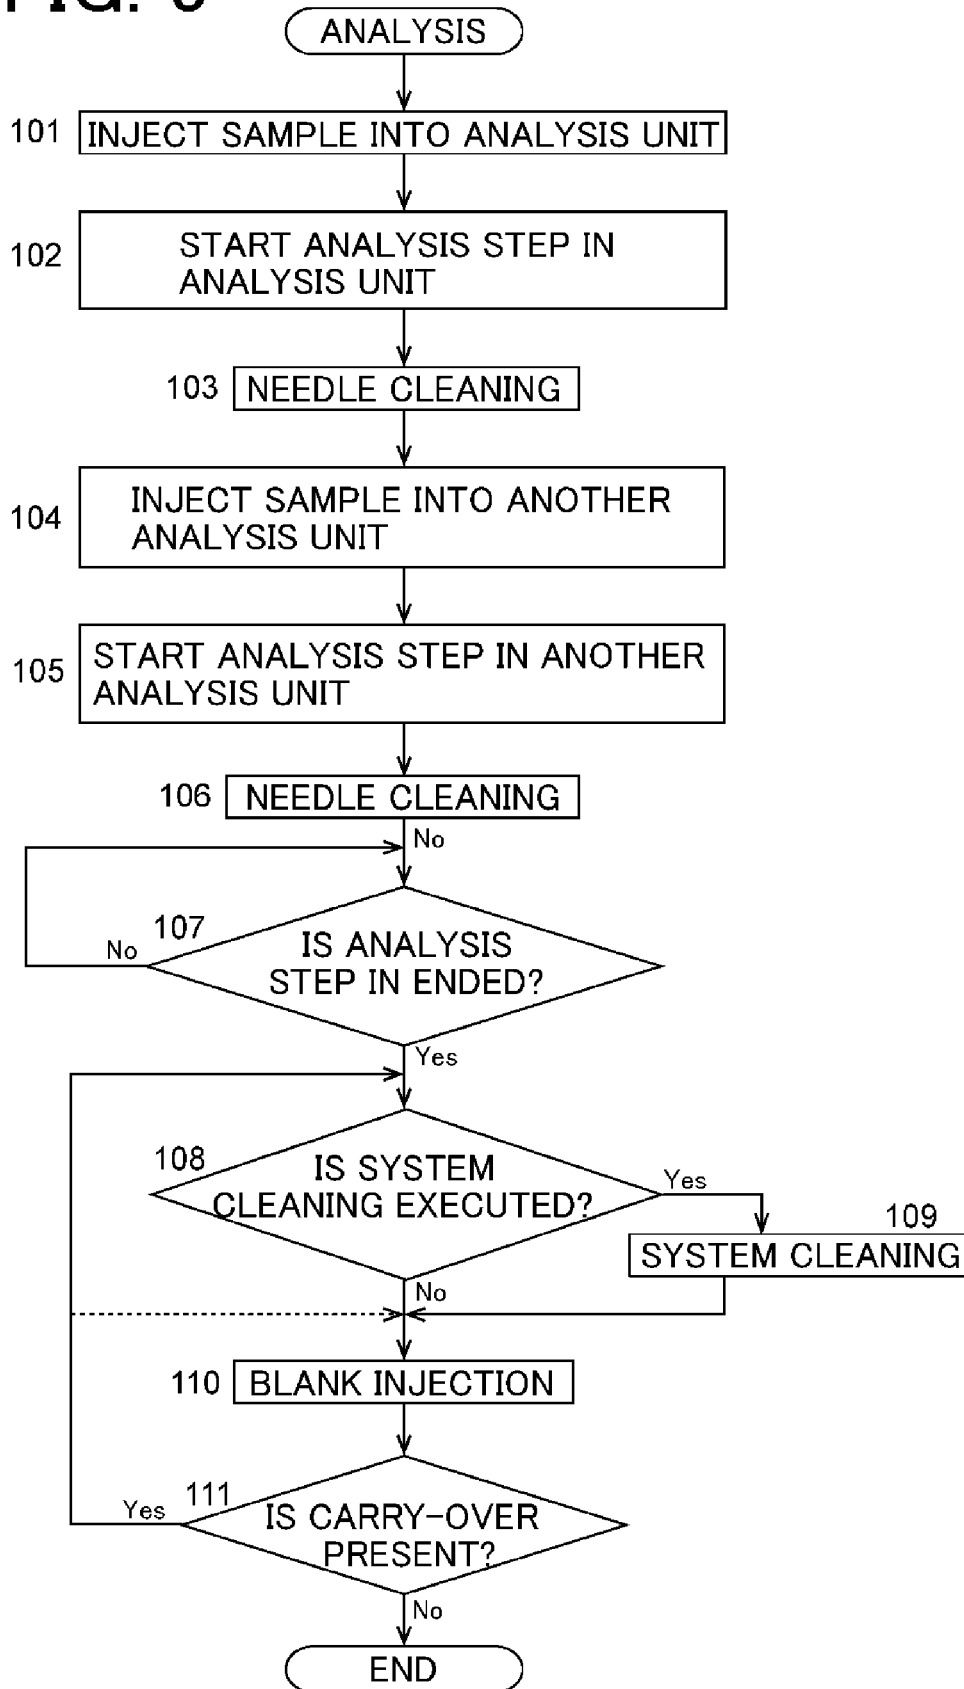 ANALYSIS
101 INJECT SAMPLE INTO ANALYSIS UNIT
102 START ANALYSIS STEP IN
ANALYSIS UNIT
103 NEEDLE CLEANING
104 INJECT SAMPLE INTO ANOTHER
ANALYSIS UNIT
105 START ANALYSIS STEP IN ANOTHER
ANALYSIS UNIT
106 NEEDLE CLEANING
No
107
IS ANALYSIS
No
STEP IN ENDED?
Yes
108
IS SYSTEM
CLEANING EXECUTED?
Yes
109
SYSTEM CLEANING
No
110 BLANK INJECTION
111
Yes
IS CARRY-OVER
PRESENT?
No
END